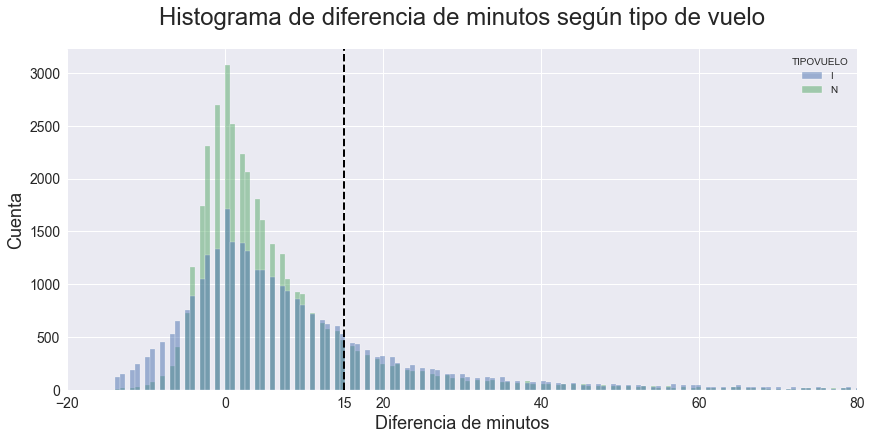 Histograma de diferencia de minutos según tipo de vuelo
TIPOVUELO
I
N
3000
2500
2000
1500
1000
500
0
Cuenta
−20
0
15
20
40
60
80
Diferencia de minutos